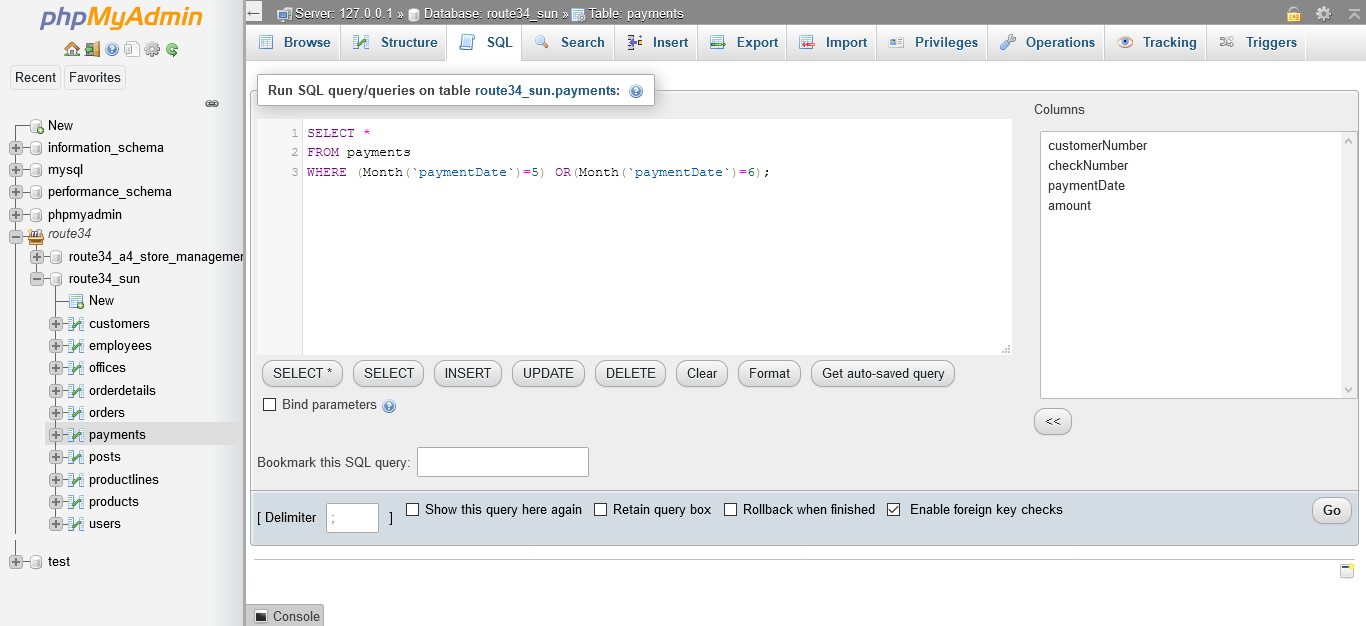 phpMyAdmin
Recent Favorites
New
information_schema
mysql
performance_schema
phpmyadmin
route34
route34_a4_store_managemen
route34_sun
New
customers
employees
offices
orderdetails
orders
payments
posts
productlines
products
users
test
Server: 127.0.0.1 » Database: route34_sun » Table: payments
Browse Structure SQL Search Insert Export Import Privileges Operations Tracking Triggers
Run SQL query/queries on table route34_sun.payments:
1 SELECT *
2 FROM payments
3 WHERE (Month(`paymentDate`)=5) OR(Month(`paymentDate`)=6);
SELECT * SELECT INSERT UPDATE DELETE Clear Format Get auto-saved query
Bind parameters
Bookmark this SQL query:
Columns
customerNumber
checkNumber
paymentDate
amount
<<
[ Delimiter ; ] Show this query here again Retain query box Rollback when finished Enable foreign key checks Go
Console